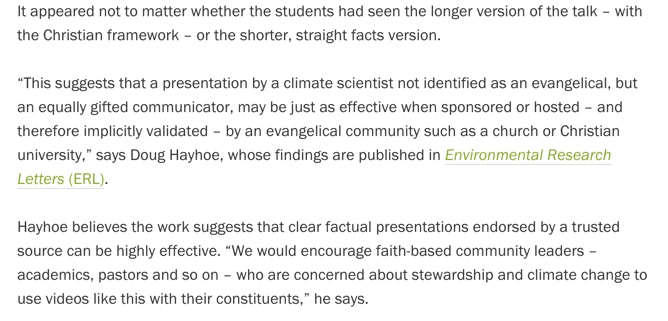 It appeared not to matter whether the students had seen the longer version of the talk – with
the Christian framework – or the shorter, straight facts version.
“This suggests that a presentation by a climate scientist not identified as an evangelical, but
an equally gifted communicator, may be just as effective when sponsored or hosted – and
therefore implicitly validated – by an evangelical community such as a church or Christian
university,” says Doug Hayhoe, whose findings are published in Environmental Research
Letters (ERL).
Hayhoe believes the work suggests that clear factual presentations endorsed by a trusted
source can be highly effective. “We would encourage faith-based community leaders –
academics, pastors and so on – who are concerned about stewardship and climate change to
use videos like this with their constituents,” he says.